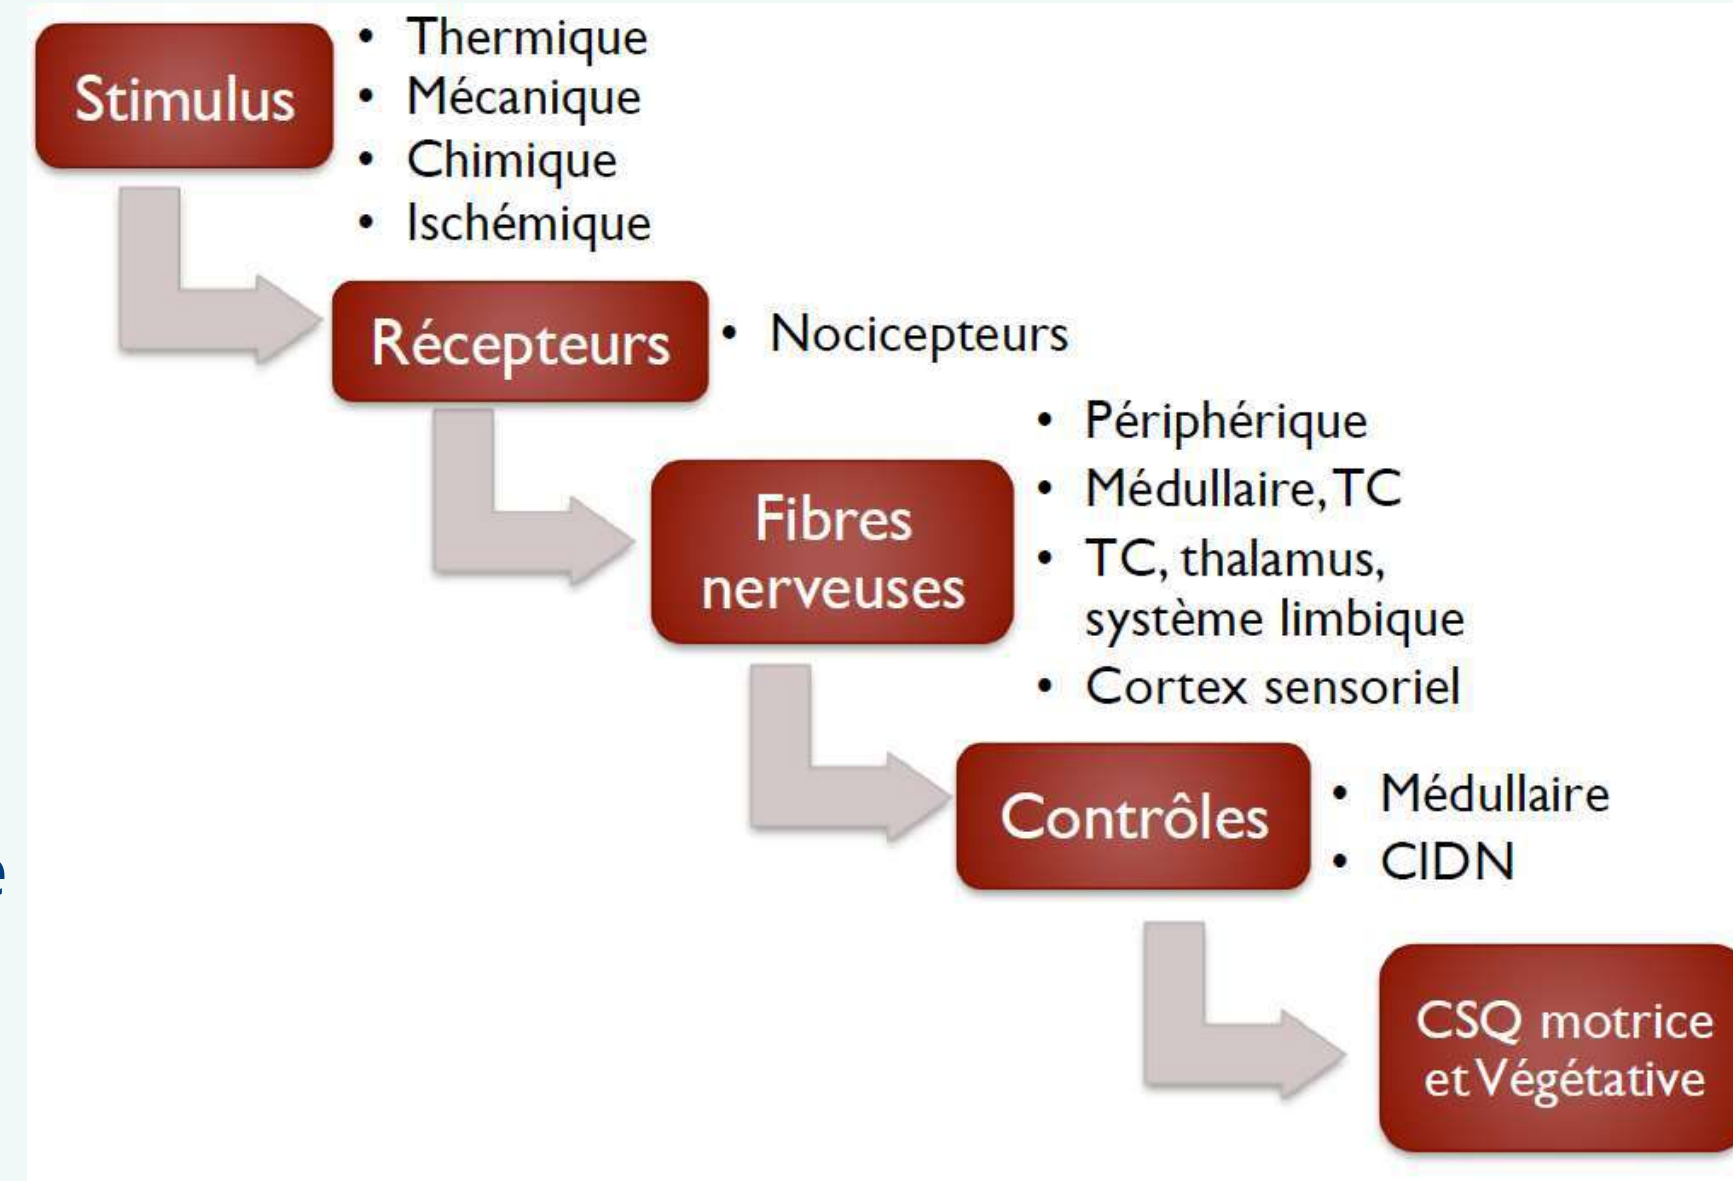 Stimulus
• Thermique
• Mécanique
• Chimique
• Ischémique
Récepteurs
• Nocicepteurs
Fibres
nerveuses
• Périphérique
• Médullaire, TC
• TC, thalamus,
système limbique
• Cortex sensoriel
Contrôles
• Médullaire
• CIDN
e
CSQ motrice
et Végétative